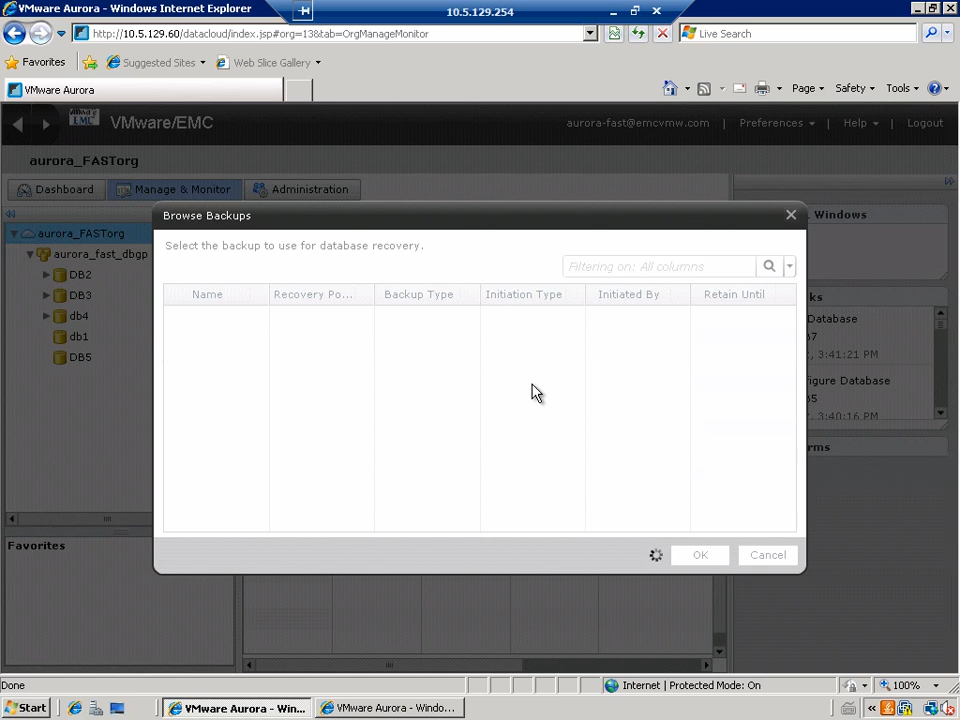 VMware Aurora - Windows Internet Explorer
10.5.129.254
http://10.5.129.60/datacloud/index.jsp#org=13&tab=OrgManageMonitor
Live Search
Favorites
Suggested Sites
Web Slice Gallery
VMware Aurora
Page
Safety
Tools
VMware/EMC
aurora-fast@emcvmw.com | Preferences | Help | Logout
aurora_FASTorg
Dashboard
Manage & Monitor
Administration
Browse Backups
Windows
Select the backup to use for database recovery.
Filtering on: All columns
Name
Recovery Po...
Backup Type
Initiation Type
Initiated By
Retain Until
aurora_FASTorg
aurora_fast_dbgp
DB2
DB3
db4
db1
DB5
Database
, 3:41:21 PM
igure Database
, 3:40:16 PM
OK
Cancel
Favorites
Done
Internet | Protected Mode: On
100%
Start
VMware Aurora - Win...
VMware Aurora - Windo...